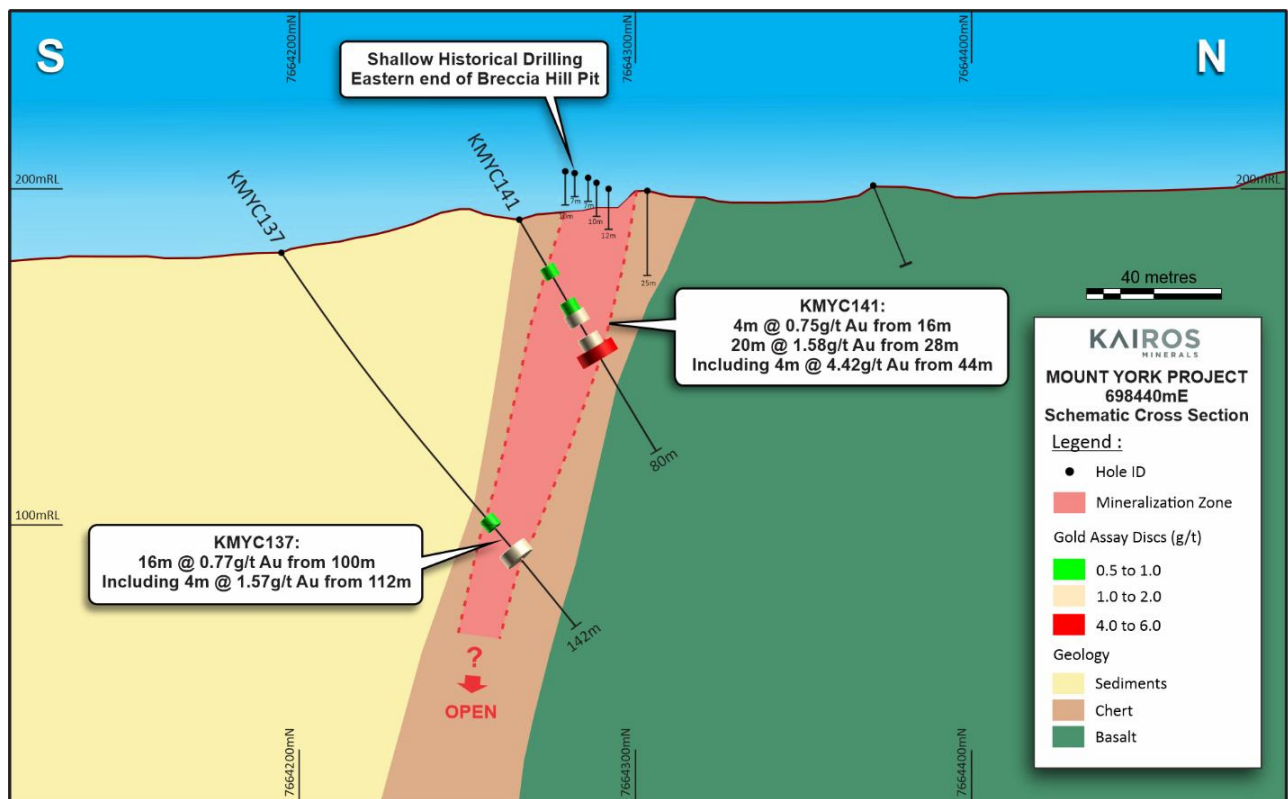 S
N
7664200mN
7664300mN
7664400mN
Shallow Historical Drilling
Eastern end of Breccia Hill Pit
200mRL
200mRL
KMYC137
KMYC141
10m
7m
7m
10m
12m
25m
40 metres
KMYC141:
4m @ 0.75g/t Au from 16m
20m @ 1.58g/t Au from 28m
Including 4m @ 4.42g/t Au from 44m
80m
100mRL
KMYC137:
16m @ 0.77g/t Au from 100m
Including 4m @ 1.57g/t Au from 112m
142m
?
OPEN
7664200mN
7664300mN
7664400mN
KAIROS
MINERALS
MOUNT YORK PROJECT
698440mE
Schematic Cross Section
Legend :
Hole ID
Mineralization Zone
Gold Assay Discs (g/t)
0.5 to 1.0
1.0 to 2.0
4.0 to 6.0
Geology
Sediments
Chert
Basalt